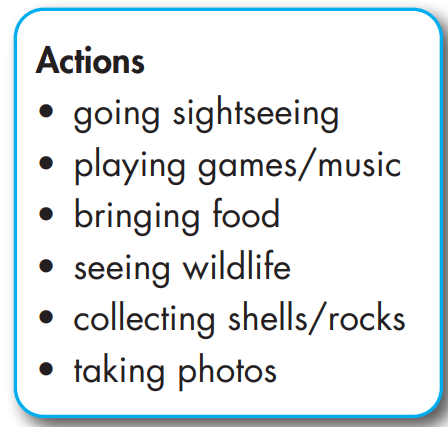 Actions
• going sightseeing
• playing games/music
• bringing food
• seeing wildlife
• collecting shells/rocks
• taking photos